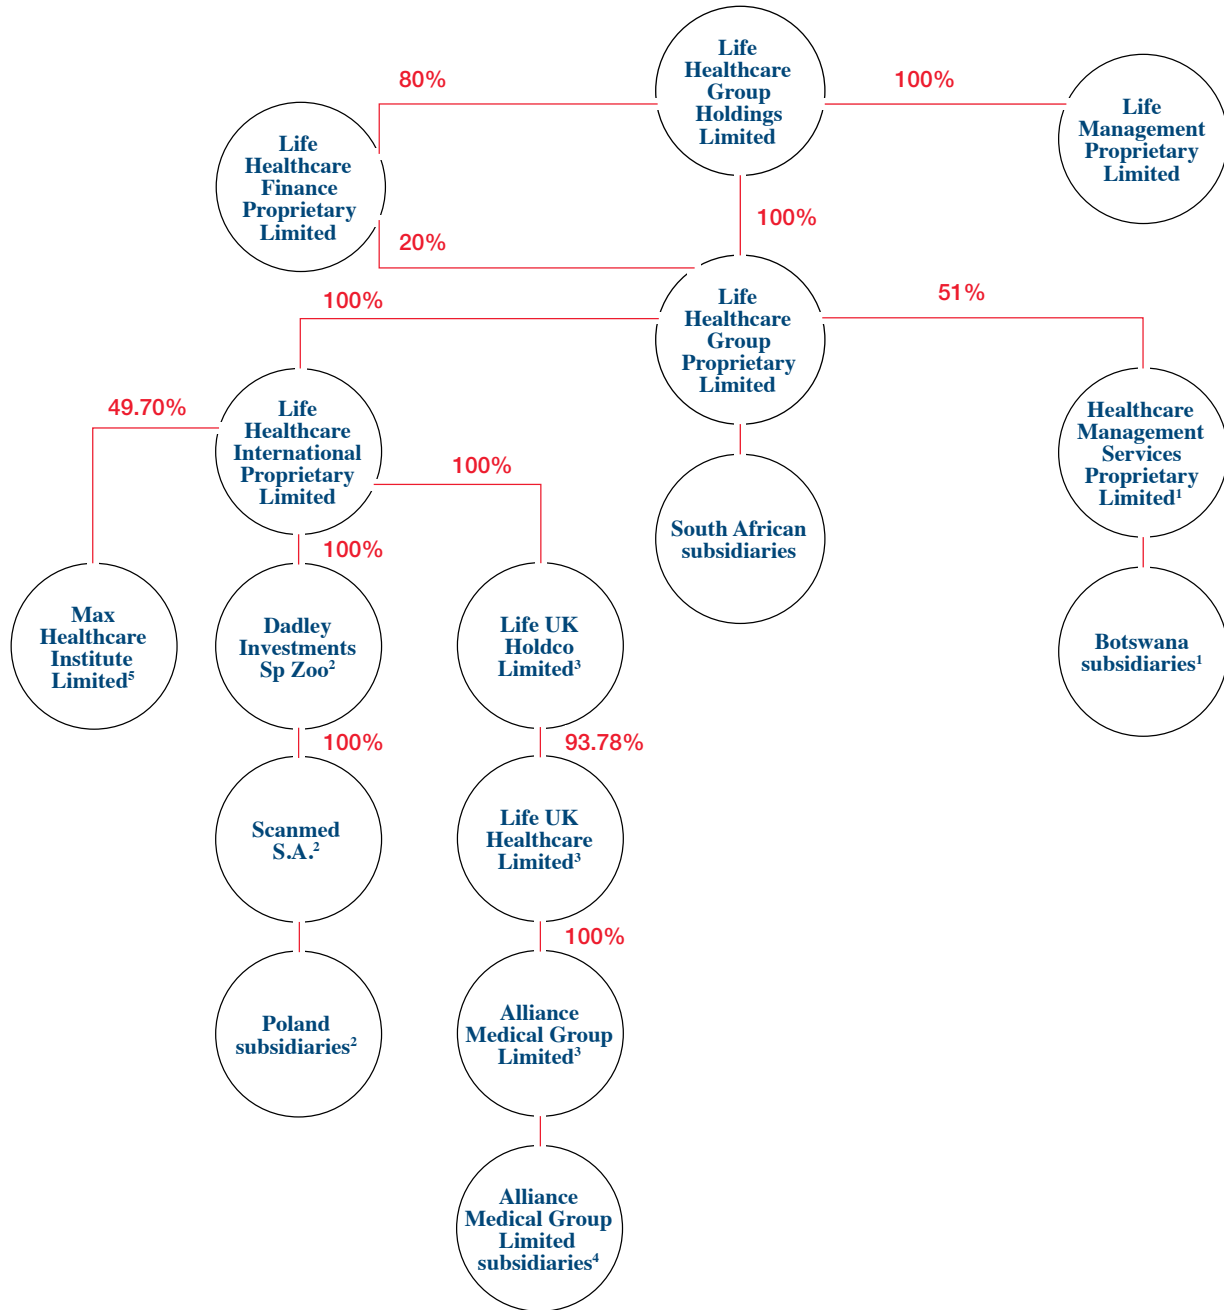 Life
Healthcare
Group
Holdings
Limited
80%
100%
Life
Management
Proprietary
Limited
Life
Healthcare
Finance
Proprietary
Limited
20%
100%
100%
Life
Healthcare
Group
Proprietary
Limited
51%
49.70%
Life
Healthcare
International
Proprietary
Limited
100%
Healthcare
Management
Services
Proprietary
Limited¹
South African
subsidiaries
100%
Max
Healthcare
Institute
Limited⁵
Dadley
Investments
Sp Zoo²
Life UK
Holdco
Limited³
Botswana
subsidiaries¹
100%
93.78%
Scanmed
S.A.²
Life UK
Healthcare
Limited³
100%
Poland
subsidiaries²
Alliance
Medical Group
Limited³
Alliance
Medical Group
Limited
subsidiaries⁴